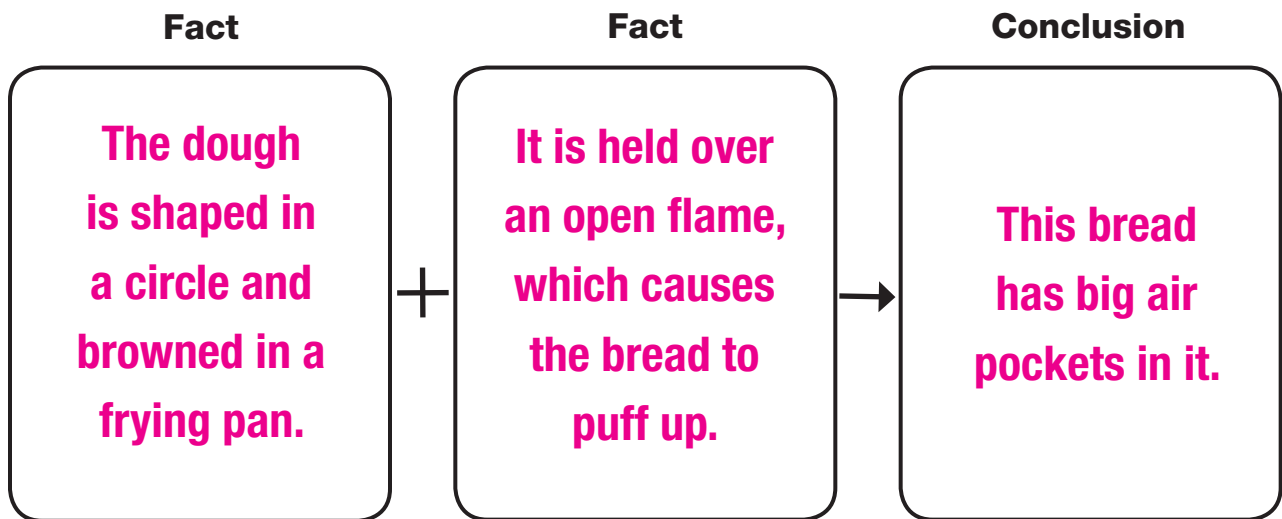 Fact
The dough
is shaped in
a circle and
browned in a
frying pan.
+
Fact
It is held over
an open flame,
which causes
the bread to
puff up.
Conclusion
This bread
has big air
pockets in it.